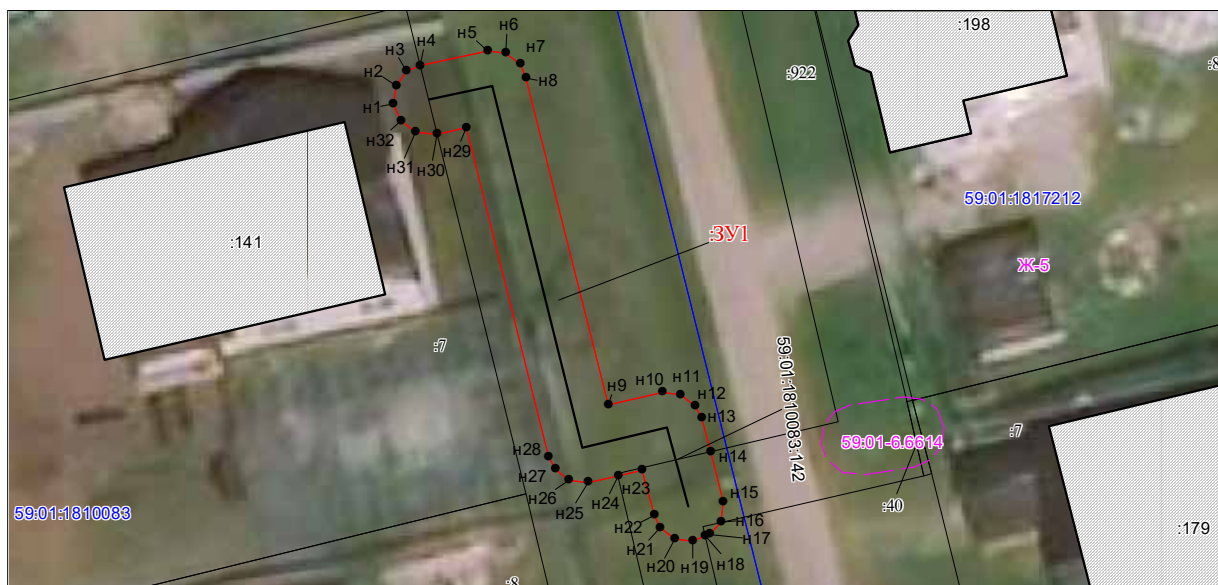 :198
:8
:922
н1
н2
н3
н4
н5
н6
н7
н8
н32
н31
н30
н29
:141
:ЗУ1
59:01:1817212
Ж-5
:7
59:01:1810083:142
н9
н10
н11
н12
н13
н14
н15
н16
н17
н18
н19
н20
н21
н22
н23
н24
н25
н26
н27
н28
59:01-6.6614
:7
:40
59:01:1810083
:179
:8